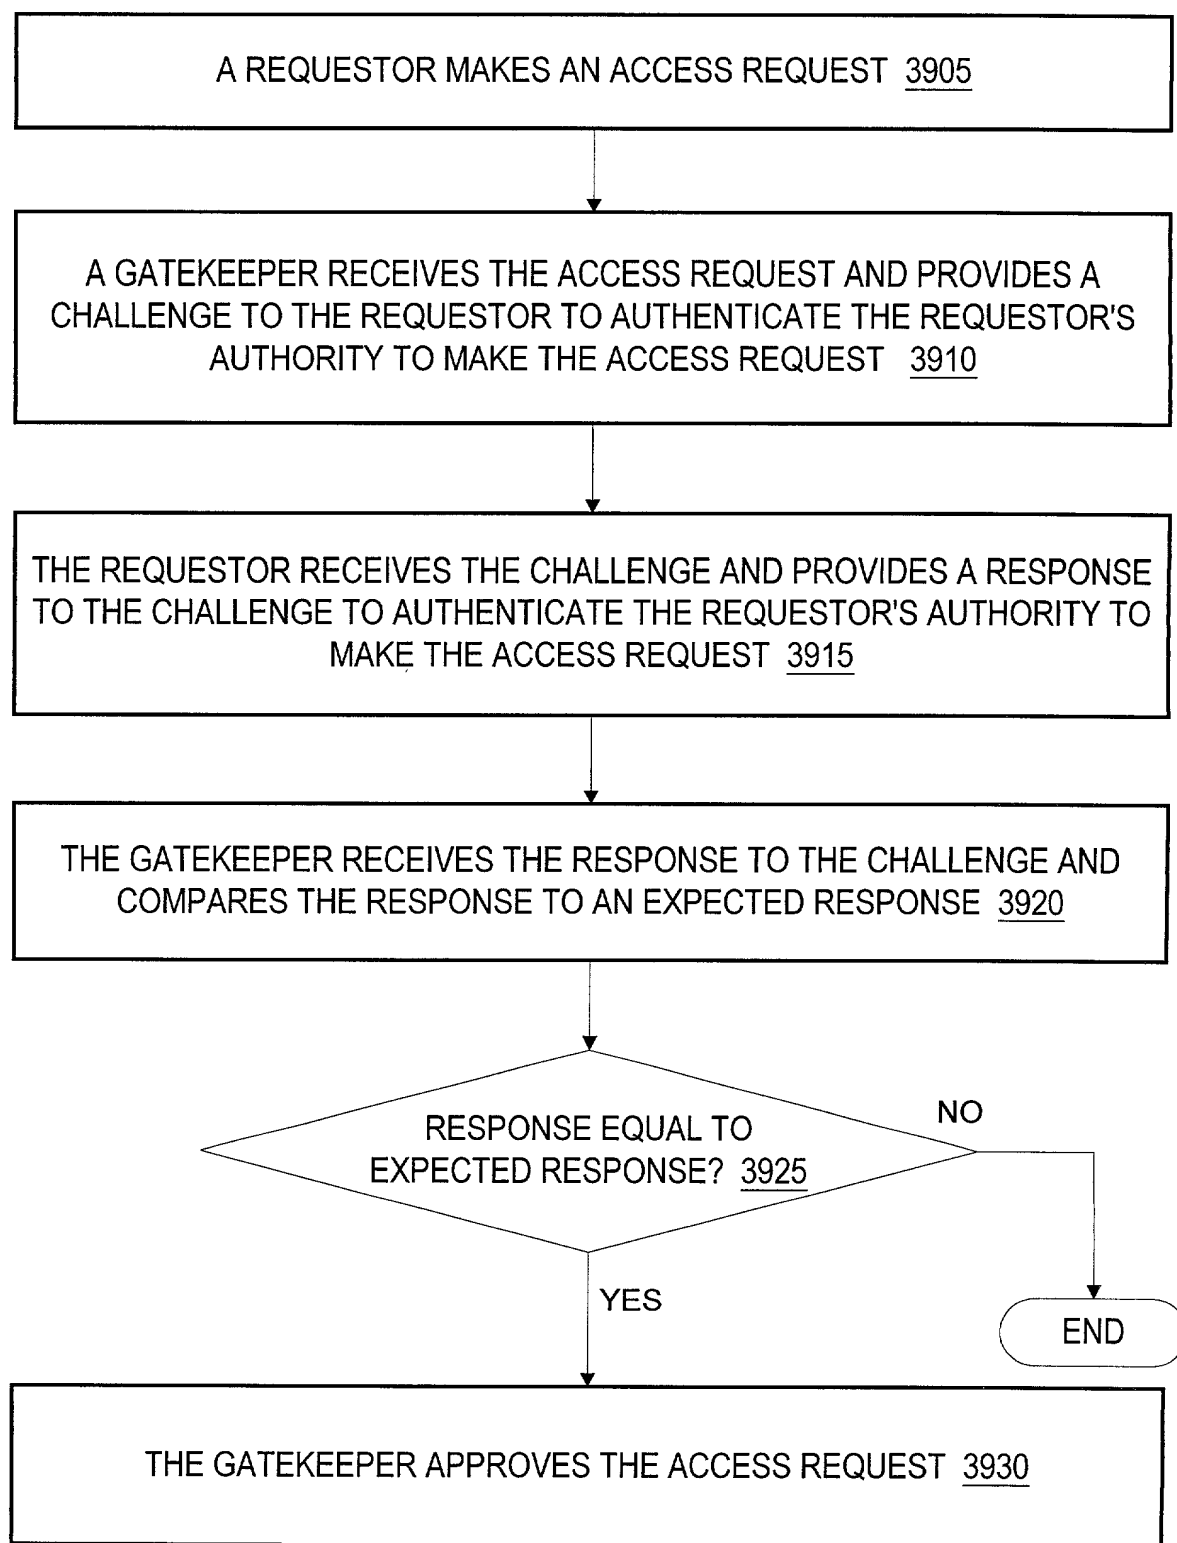 A REQUESTOR MAKES AN ACCESS REQUEST 3905
A GATEKEEPER RECEIVES THE ACCESS REQUEST AND PROVIDES A
CHALLENGE TO THE REQUESTOR TO AUTHENTICATE THE REQUESTOR'S
AUTHORITY TO MAKE THE ACCESS REQUEST 3910
THE REQUESTOR RECEIVES THE CHALLENGE AND PROVIDES A RESPONSE
TO THE CHALLENGE TO AUTHENTICATE THE REQUESTOR'S AUTHORITY TO
MAKE THE ACCESS REQUEST 3915
THE GATEKEEPER RECEIVES THE RESPONSE TO THE CHALLENGE AND
COMPARES THE RESPONSE TO AN EXPECTED RESPONSE 3920
NO
RESPONSE EQUAL TO
EXPECTED RESPONSE? 3925
YES
END
THE GATEKEEPER APPROVES THE ACCESS REQUEST 3930